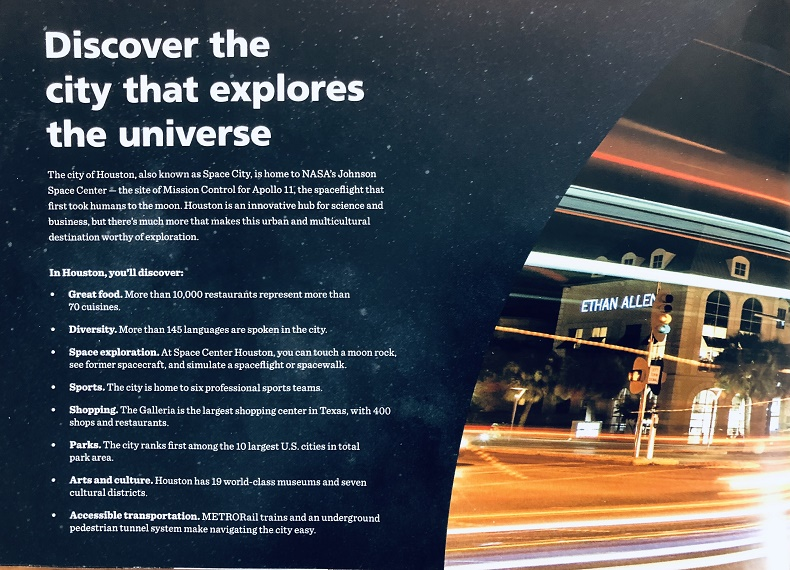 Discover the
city that explores
the universe
The city of Houston, also known as Space City, is home to NASA's Johnson
Space Center — the site of Mission Control for Apollo 11, the spaceflight that
first took humans to the moon. Houston is an innovative hub for science and
business, but there's much more that makes this urban and multicultural
destination worthy of exploration.
In Houston, you'll discover:
• Great food. More than 10,000 restaurants represent more than
70 cuisines.
• Diversity. More than 145 languages are spoken in the city.
• Space exploration. At Space Center Houston, you can touch a moon rock,
see former spacecraft, and simulate a spaceflight or spacewalk.
• Sports. The city is home to six professional sports teams.
• Shopping. The Galleria is the largest shopping center in Texas, with 400
shops and restaurants.
• Parks. The city ranks first among the 10 largest U.S. cities in total
park area.
• Arts and culture. Houston has 19 world-class museums and seven
cultural districts.
• Accessible transportation. METRORail trains and an underground
pedestrian tunnel system make navigating the city easy.
ETHAN ALLEN